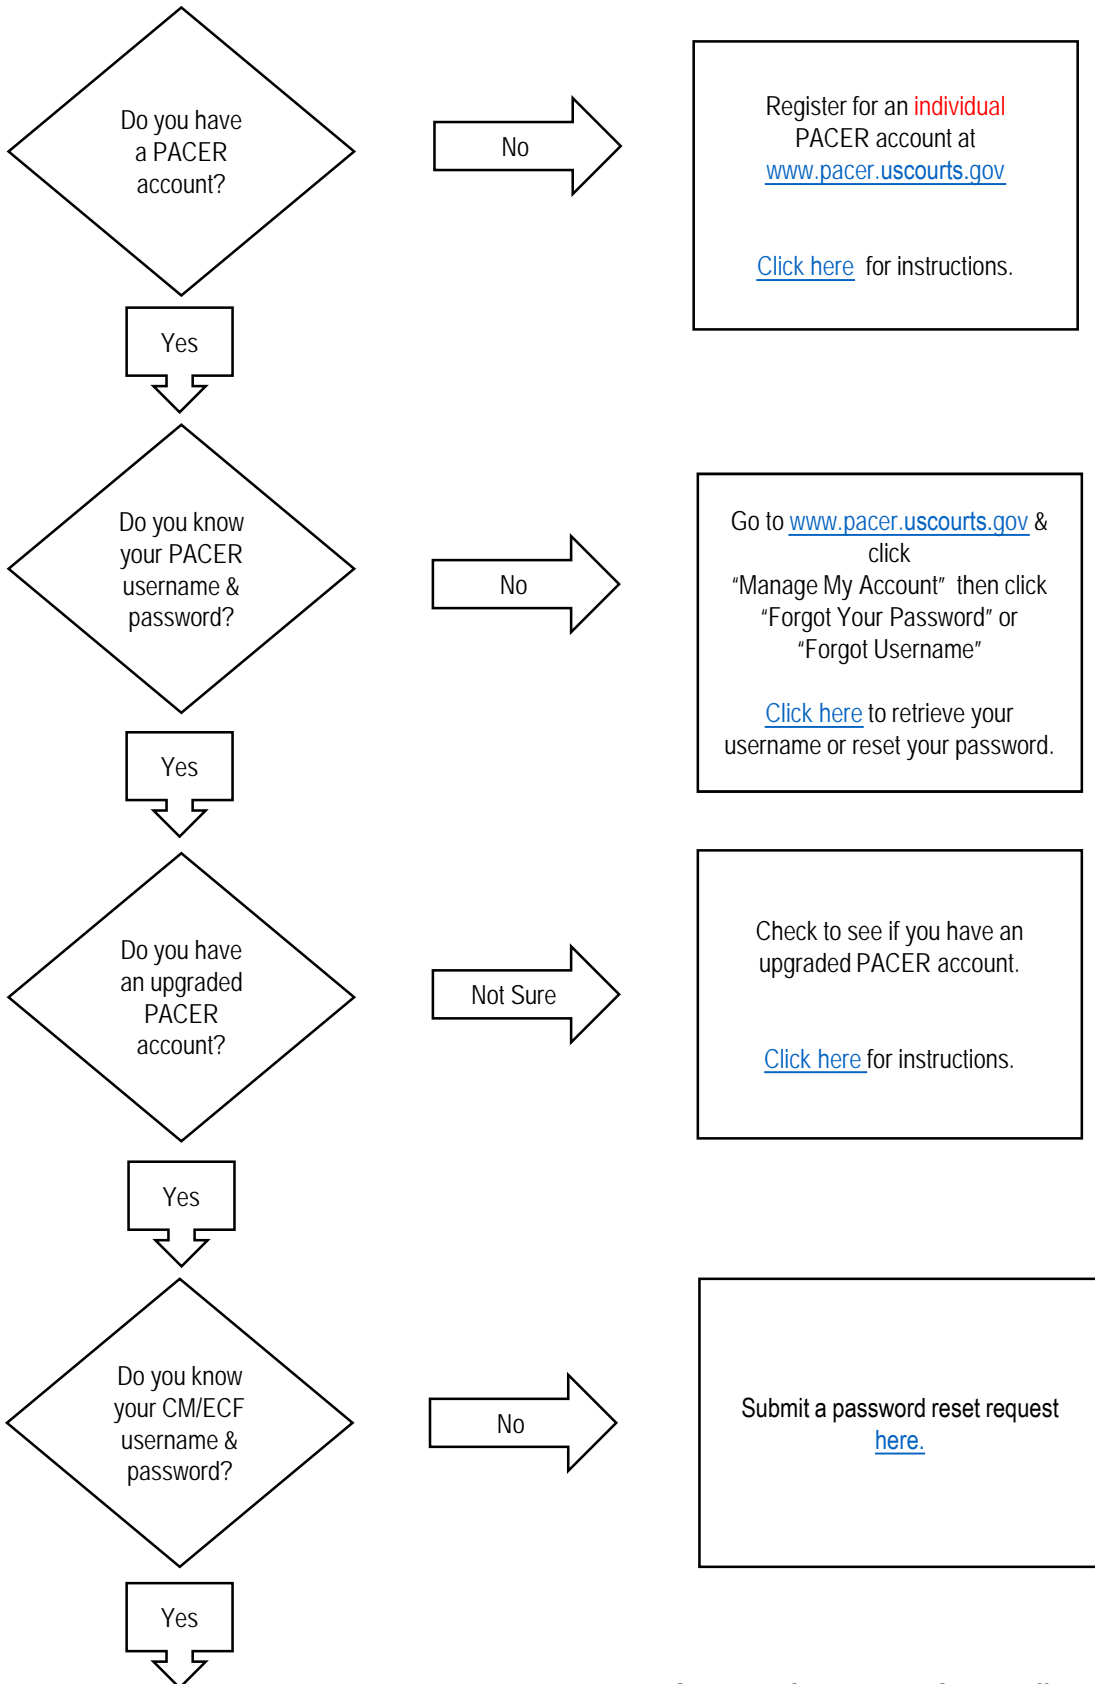 Do you have
a PACER
account?
No
Register for an individual
PACER account at
www.pacer.uscourts.gov
Click here for instructions.
Yes
Do you know
your PACER
username &
password?
No
Go to www.pacer.uscourts.gov &
click
“Manage My Account” then click
“Forgot Your Password” or
“Forgot Username”
Click here to retrieve your
username or reset your password.
Yes
Do you have
an upgraded
PACER
account?
Not Sure
Check to see if you have an
upgraded PACER account.
Click here for instructions.
Yes
Do you know
your CM/ECF
username &
password?
No
Submit a password reset request
here.
Yes